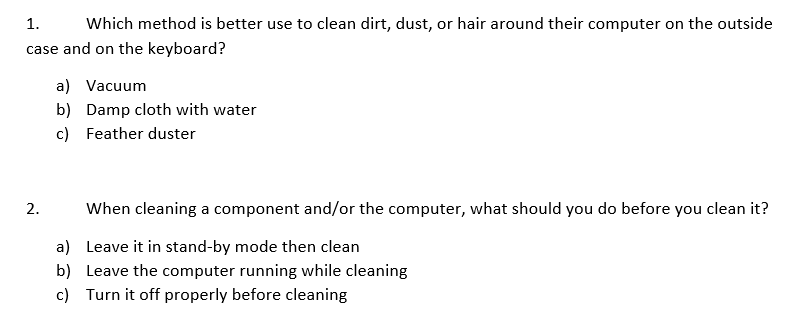 1. Which method is better use to clean dirt, dust, or hair around their computer on the outside
case and on the keyboard?
a) Vacuum
b) Damp cloth with water
c) Feather duster
2. When cleaning a component and/or the computer, what should you do before you clean it?
a) Leave it in stand-by mode then clean
b) Leave the computer running while cleaning
c) Turn it off properly before cleaning